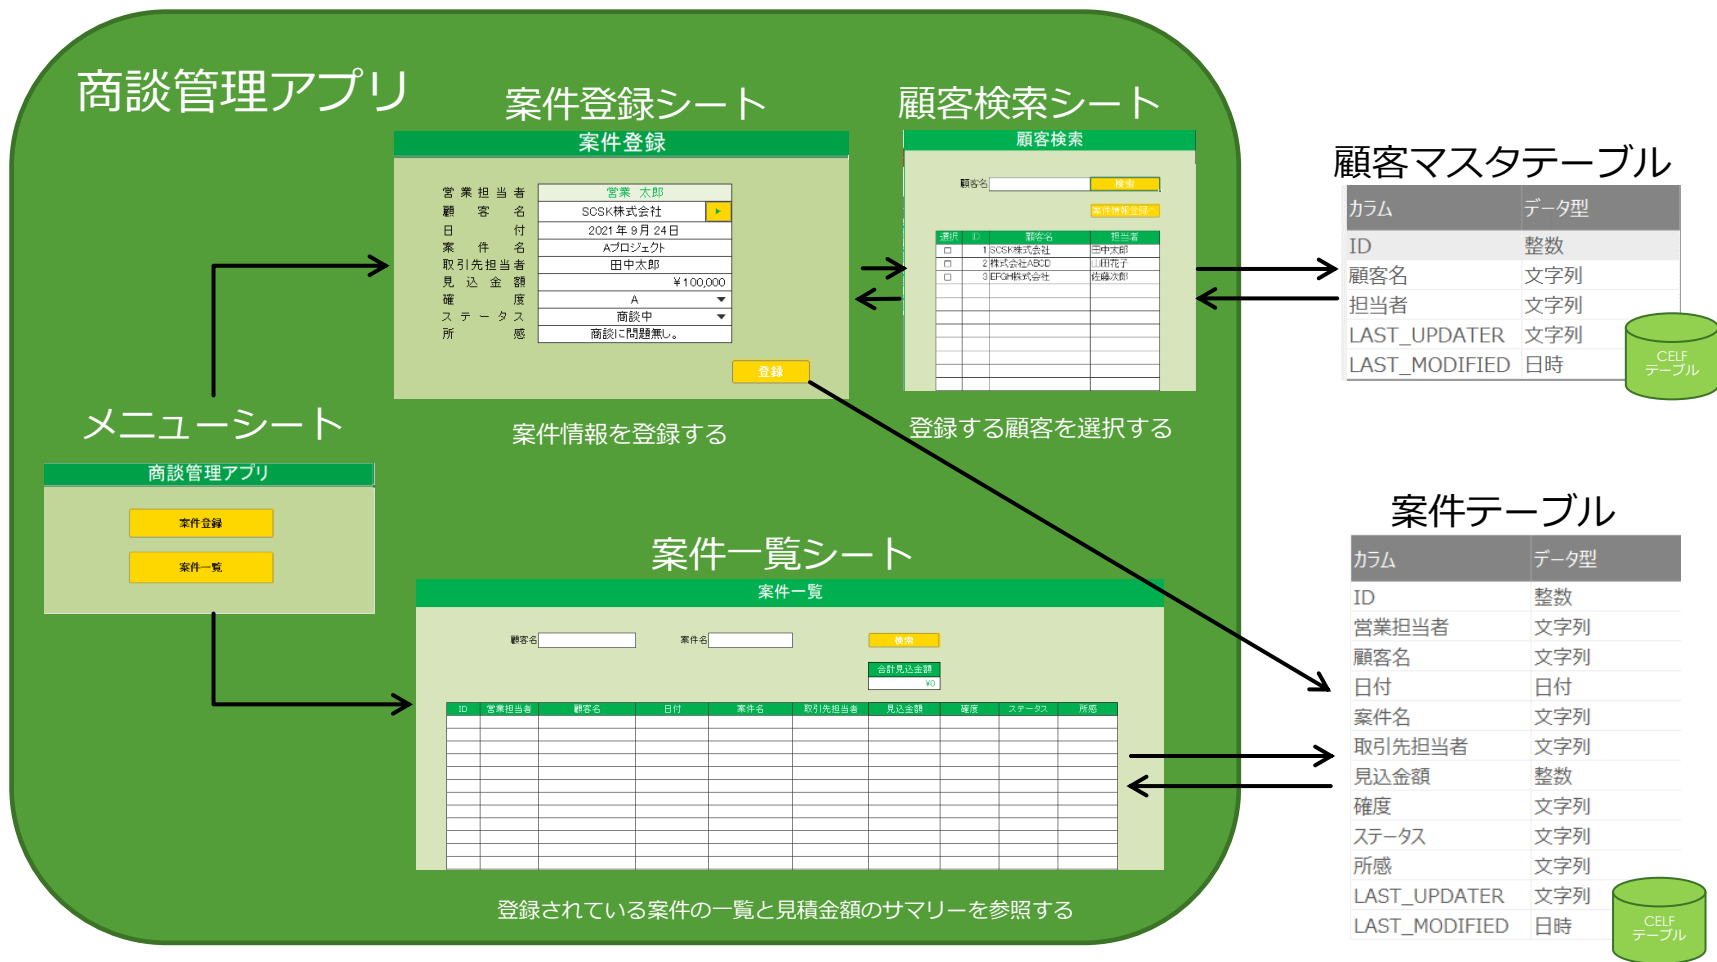 商談管理アプリ
案件登録シート
案件登録
営業担当者 営業 太郎
顧客名 SCSK株式会社
日付 2021年9月24日
案件名 Aプロジェクト
取引先担当者 田中太郎
見込金額 ¥100,000
確度 A
ステータス 商談中
所感 商談に問題無し。
登録
案件情報を登録する
顧客検索シート
顧客検索
顧客名 検索
案件情報登録へ
選択 ID 顧客名 担当者
1 SCSK株式会社 田中太郎
2 株式会社ABCD 山田花子
3 EFGH株式会社 佐藤次郎
登録する顧客を選択する
顧客マスタテーブル
カラム データ型
ID 整数
顧客名 文字列
担当者 文字列
LAST_UPDATER 文字列
LAST_MODIFIED 日時
CELF
テーブル
メニューシート
商談管理アプリ
案件登録
案件一覧
案件一覧シート
案件一覧
顧客名 案件名 検索
合計見込金額
¥0
ID 営業担当者 顧客名 日付 案件名 取引先担当者 見込金額 確度 ステータス 所感
登録されている案件の一覧と見積金額のサマリーを参照する
案件テーブル
カラム データ型
ID 整数
営業担当者 文字列
顧客名 文字列
日付 日付
案件名 文字列
取引先担当者 文字列
見込金額 整数
確度 文字列
ステータス 文字列
所感 文字列
LAST_UPDATER 文字列
LAST_MODIFIED 日時
CELF
テーブル